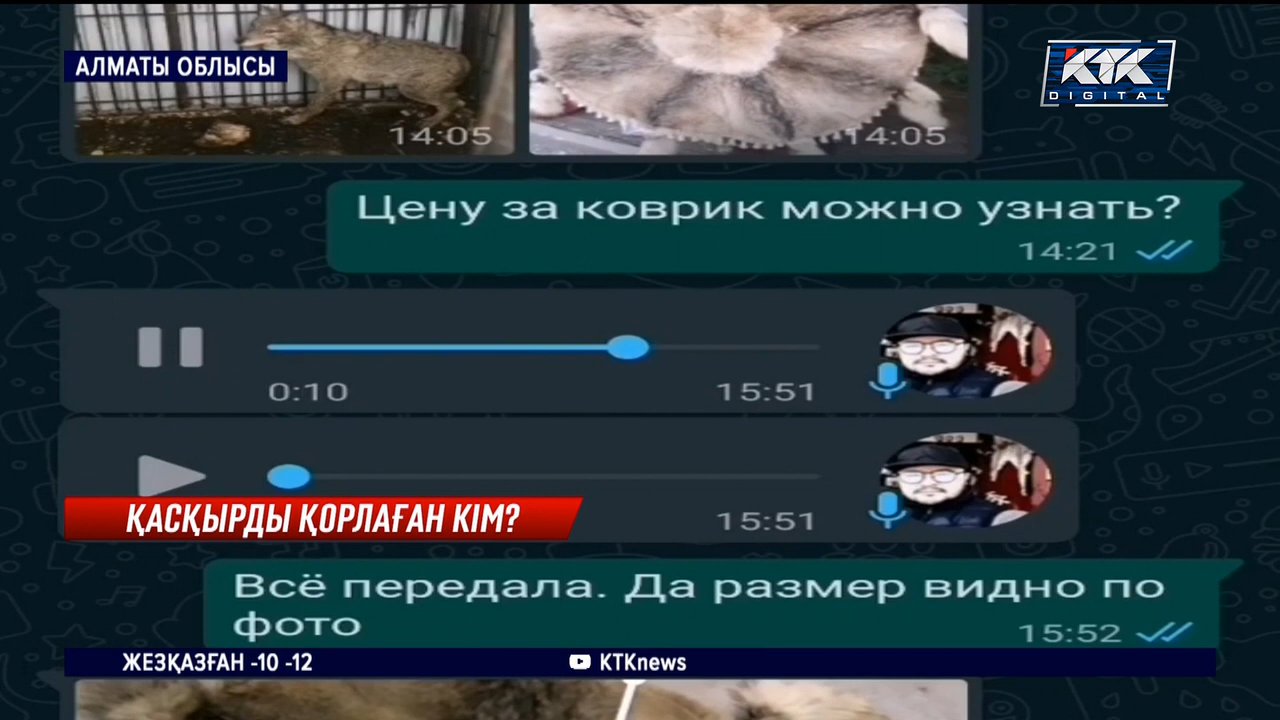 АЛМАТЫ ОБЛЫСЫ
КТК
DIGITAL
14:05
14:05
Цену за коврик можно узнать?
14:21
0:10
15:51
15:51
ҚАСҚЫРДЫ ҚОРЛАҒАН КІМ?
Всё передала. Да размер видно по
фото
15:52
ЖЕЗҚАЗҒАН -10 -12
KTKnews